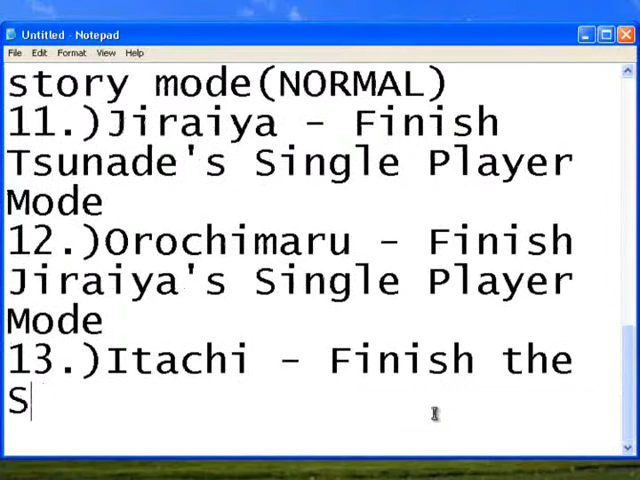 Untitled - Notepad
File Edit Format View Help
story mode(NORMAL)
11.)Jiraiya - Finish
Tsunade's Single Player
Mode
12.)Orochimaru - Finish
Jiraiya's Single Player
Mode
13.)Itachi - Finish the
S